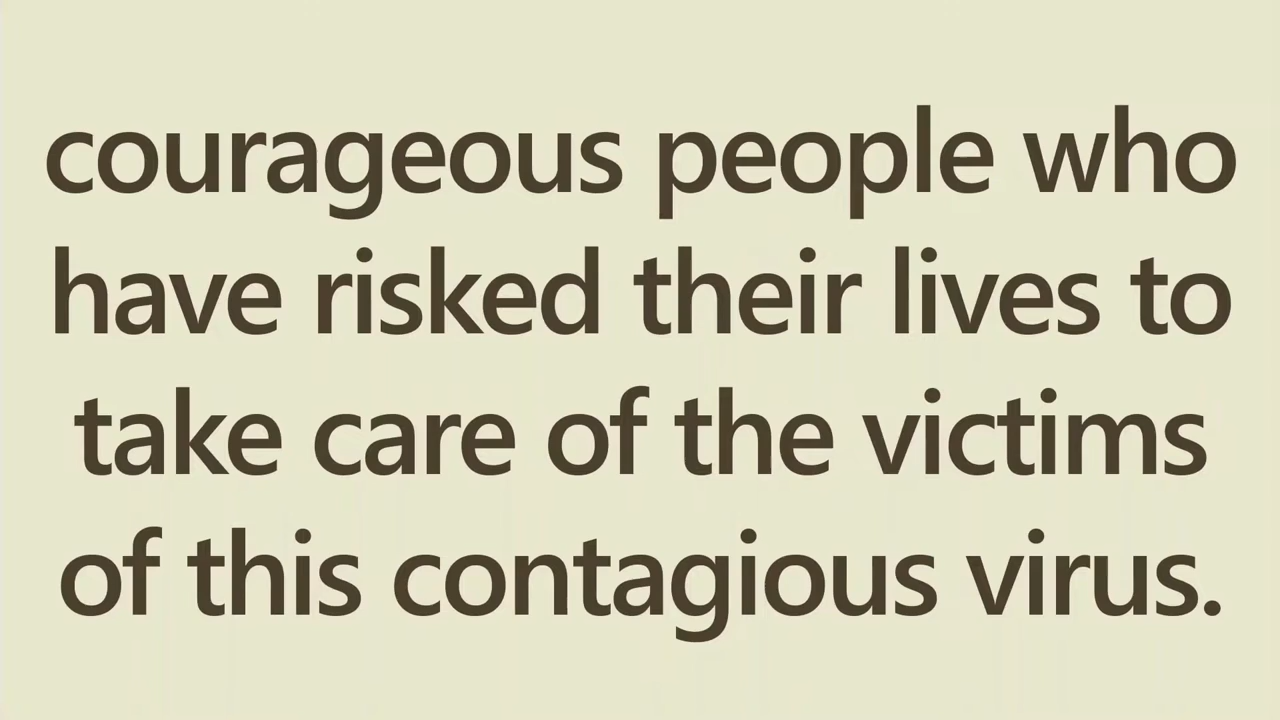 courageous people who
have risked their lives to
take care of the victims
of this contagious virus.